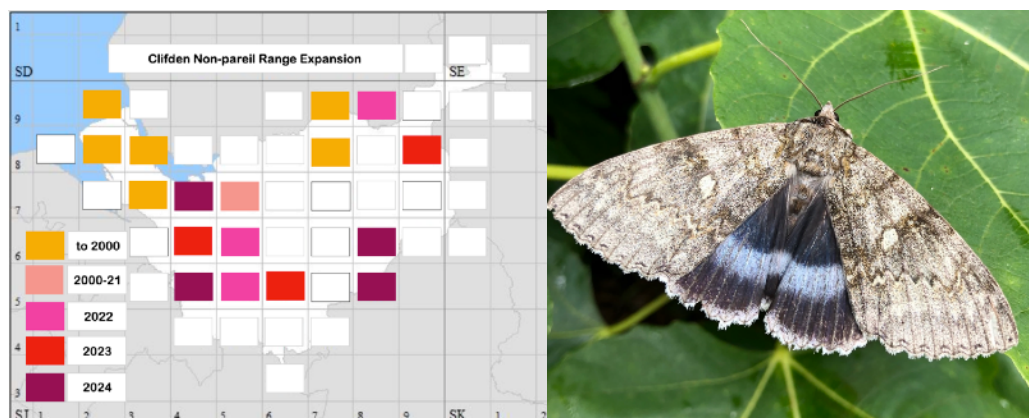 1
Clifden Non-pareil Range Expansion
SD
SE
9
8
7
6
to 2000
2000-21
5
2022
4
2023
3
2024
SJ 1 2 3 4 5 6 7 8 9 SK 1 2